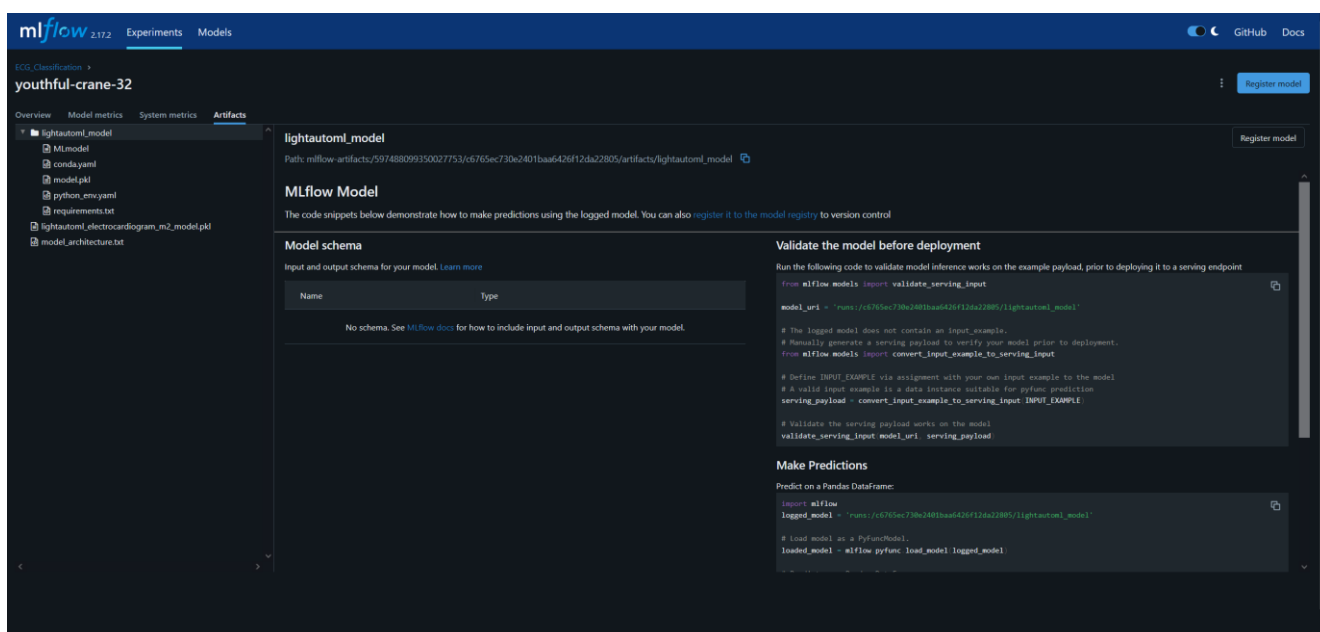 mlflow 2.17.2 Experiments Models GitHub Docs
ECG_Classification ›
youthful-crane-32
Register model
Overview Model metrics System metrics Artifacts
lightautoml_model
MLmodel
conda.yaml
model.pkl
python_env.yaml
requirements.txt
lightautoml_electrocardiogram_m2_model.pkl
model_architecture.txt
lightautoml_model
Register model
Path: mlflow-artifacts:/597488099350027753/c6765ec730e2401baa6426f12da22805/artifacts/lightautoml_model
MLflow Model
The code snippets below demonstrate how to make predictions using the logged model. You can also register it to the model registry to version control
Model schema
Input and output schema for your model. Learn more
Name Type
No schema. See MLflow docs for how to include input and output schema with your model.
Validate the model before deployment
Run the following code to validate model inference works on the example payload, prior to deploying it to a serving endpoint
from mlflow models import validate_serving_input
model_uri = 'runs:/c6765ec730e2401baa6426f12da22805/lightautoml_model'
# The logged model does not contain an input_example.
# Manually generate a serving payload to verify your model prior to deployment.
from mlflow models import convert_input_example_to_serving_input
# Define INPUT_EXAMPLE via assignment with your own input example to the model
# A valid input example is a data instance suitable for pyfunc prediction
serving_payload = convert_input_example_to_serving_input(INPUT_EXAMPLE)
# Validate the serving payload works on the model
validate_serving_input(model_uri, serving_payload)
Make Predictions
Predict on a Pandas DataFrame:
import mlflow
logged_model = 'runs:/c6765ec730e2401baa6426f12da22805/lightautoml_model'
# Load model as a PyFuncModel.
loaded_model = mlflow pyfunc load_model(logged_model)